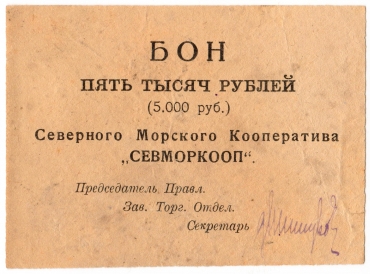 БОН
ПЯТЬ ТЫСЯЧ РУБЛЕЙ
(5.000 руб.)
Северного Морского Кооператива
„СЕВМОРКООП“.
Председатель Правл.
Зав. Торг. Отдел.
Секретарь